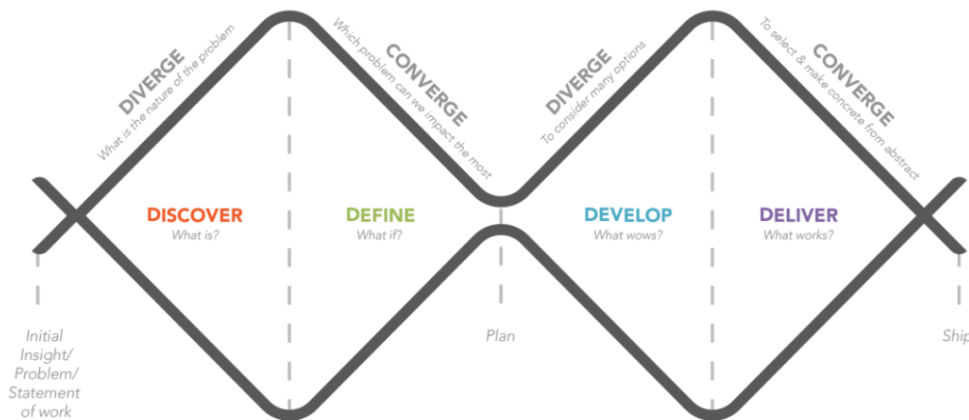 DIVERGE
What is the nature of the problem
Which problem can we impact the most
CONVERGE
DIVERGE
To consider many options
To select & make concrete from abstract
CONVERGE
DISCOVER
What is?
DEFINE
What if?
DEVELOP
What wows?
DELIVER
What works?
Initial
Insight/
Problem/
Statement
of work
Plan
Ship